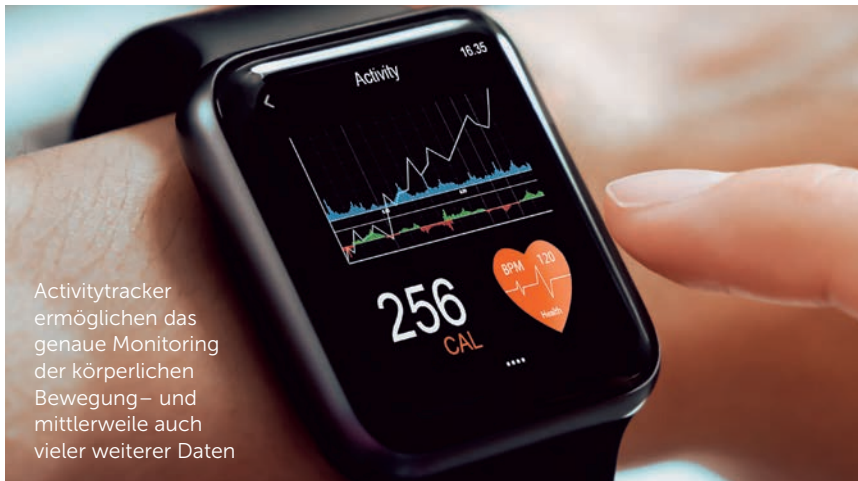 16.35
Activity
BPM 120
Health
256
CAL
Activitytracker
ermöglichen das
genaue Monitoring
der körperlichen
Bewegung– und
mittlerweile auch
vieler weiterer Daten